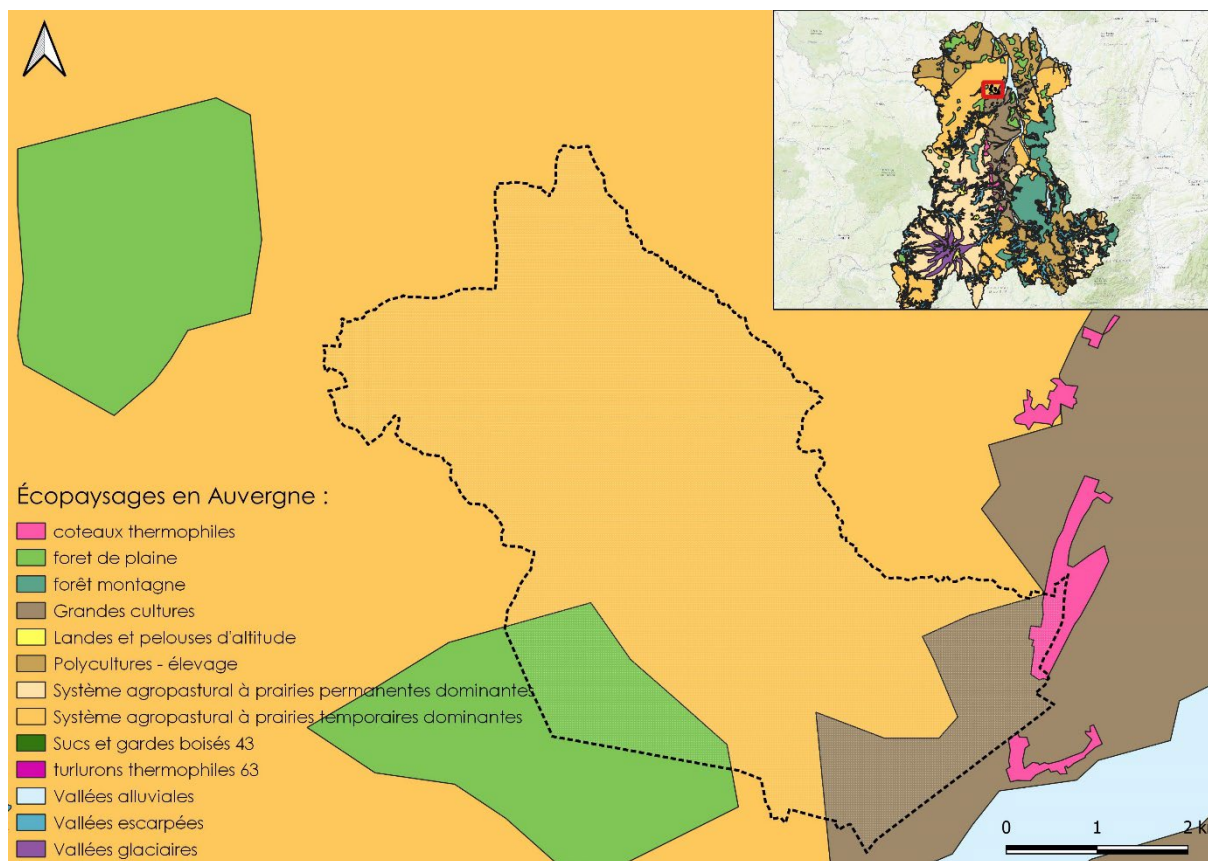 Écopaysages en Auvergne :
coteaux thermophiles
foret de plaine
forêt montagne
Grandes cultures
Landes et pelouses d'altitude
Polycultures - élevage
Système agropastural à prairies permanentes dominantes
Système agropastural à prairies temporaires dominantes
Sucs et gardes boisés 43
turlurons thermophiles 63
Vallées alluviales
Vallées escarpées
Vallées glaciaires
0 1 2 k